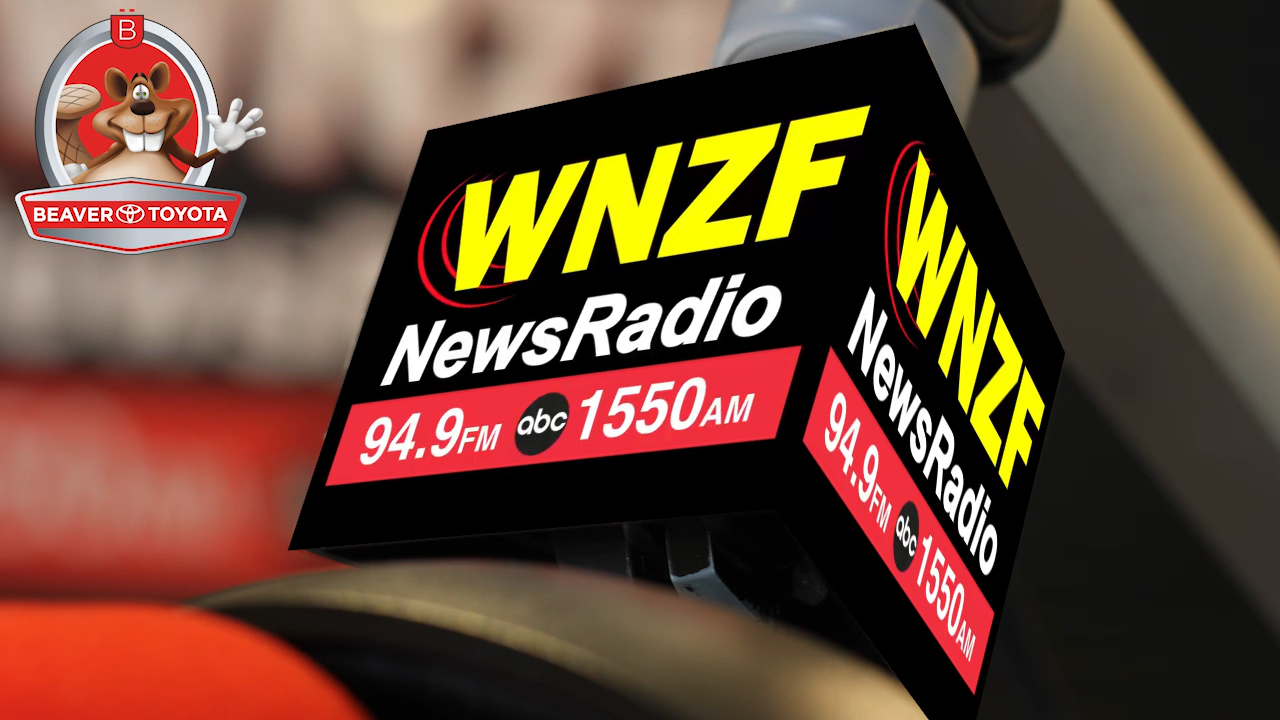 B̈
BEAVER TOYOTA
WNZF
NewsRadio
94.9FM abc 1550AM
WNZF
NewsRadio
94.9FM abc 1550AM